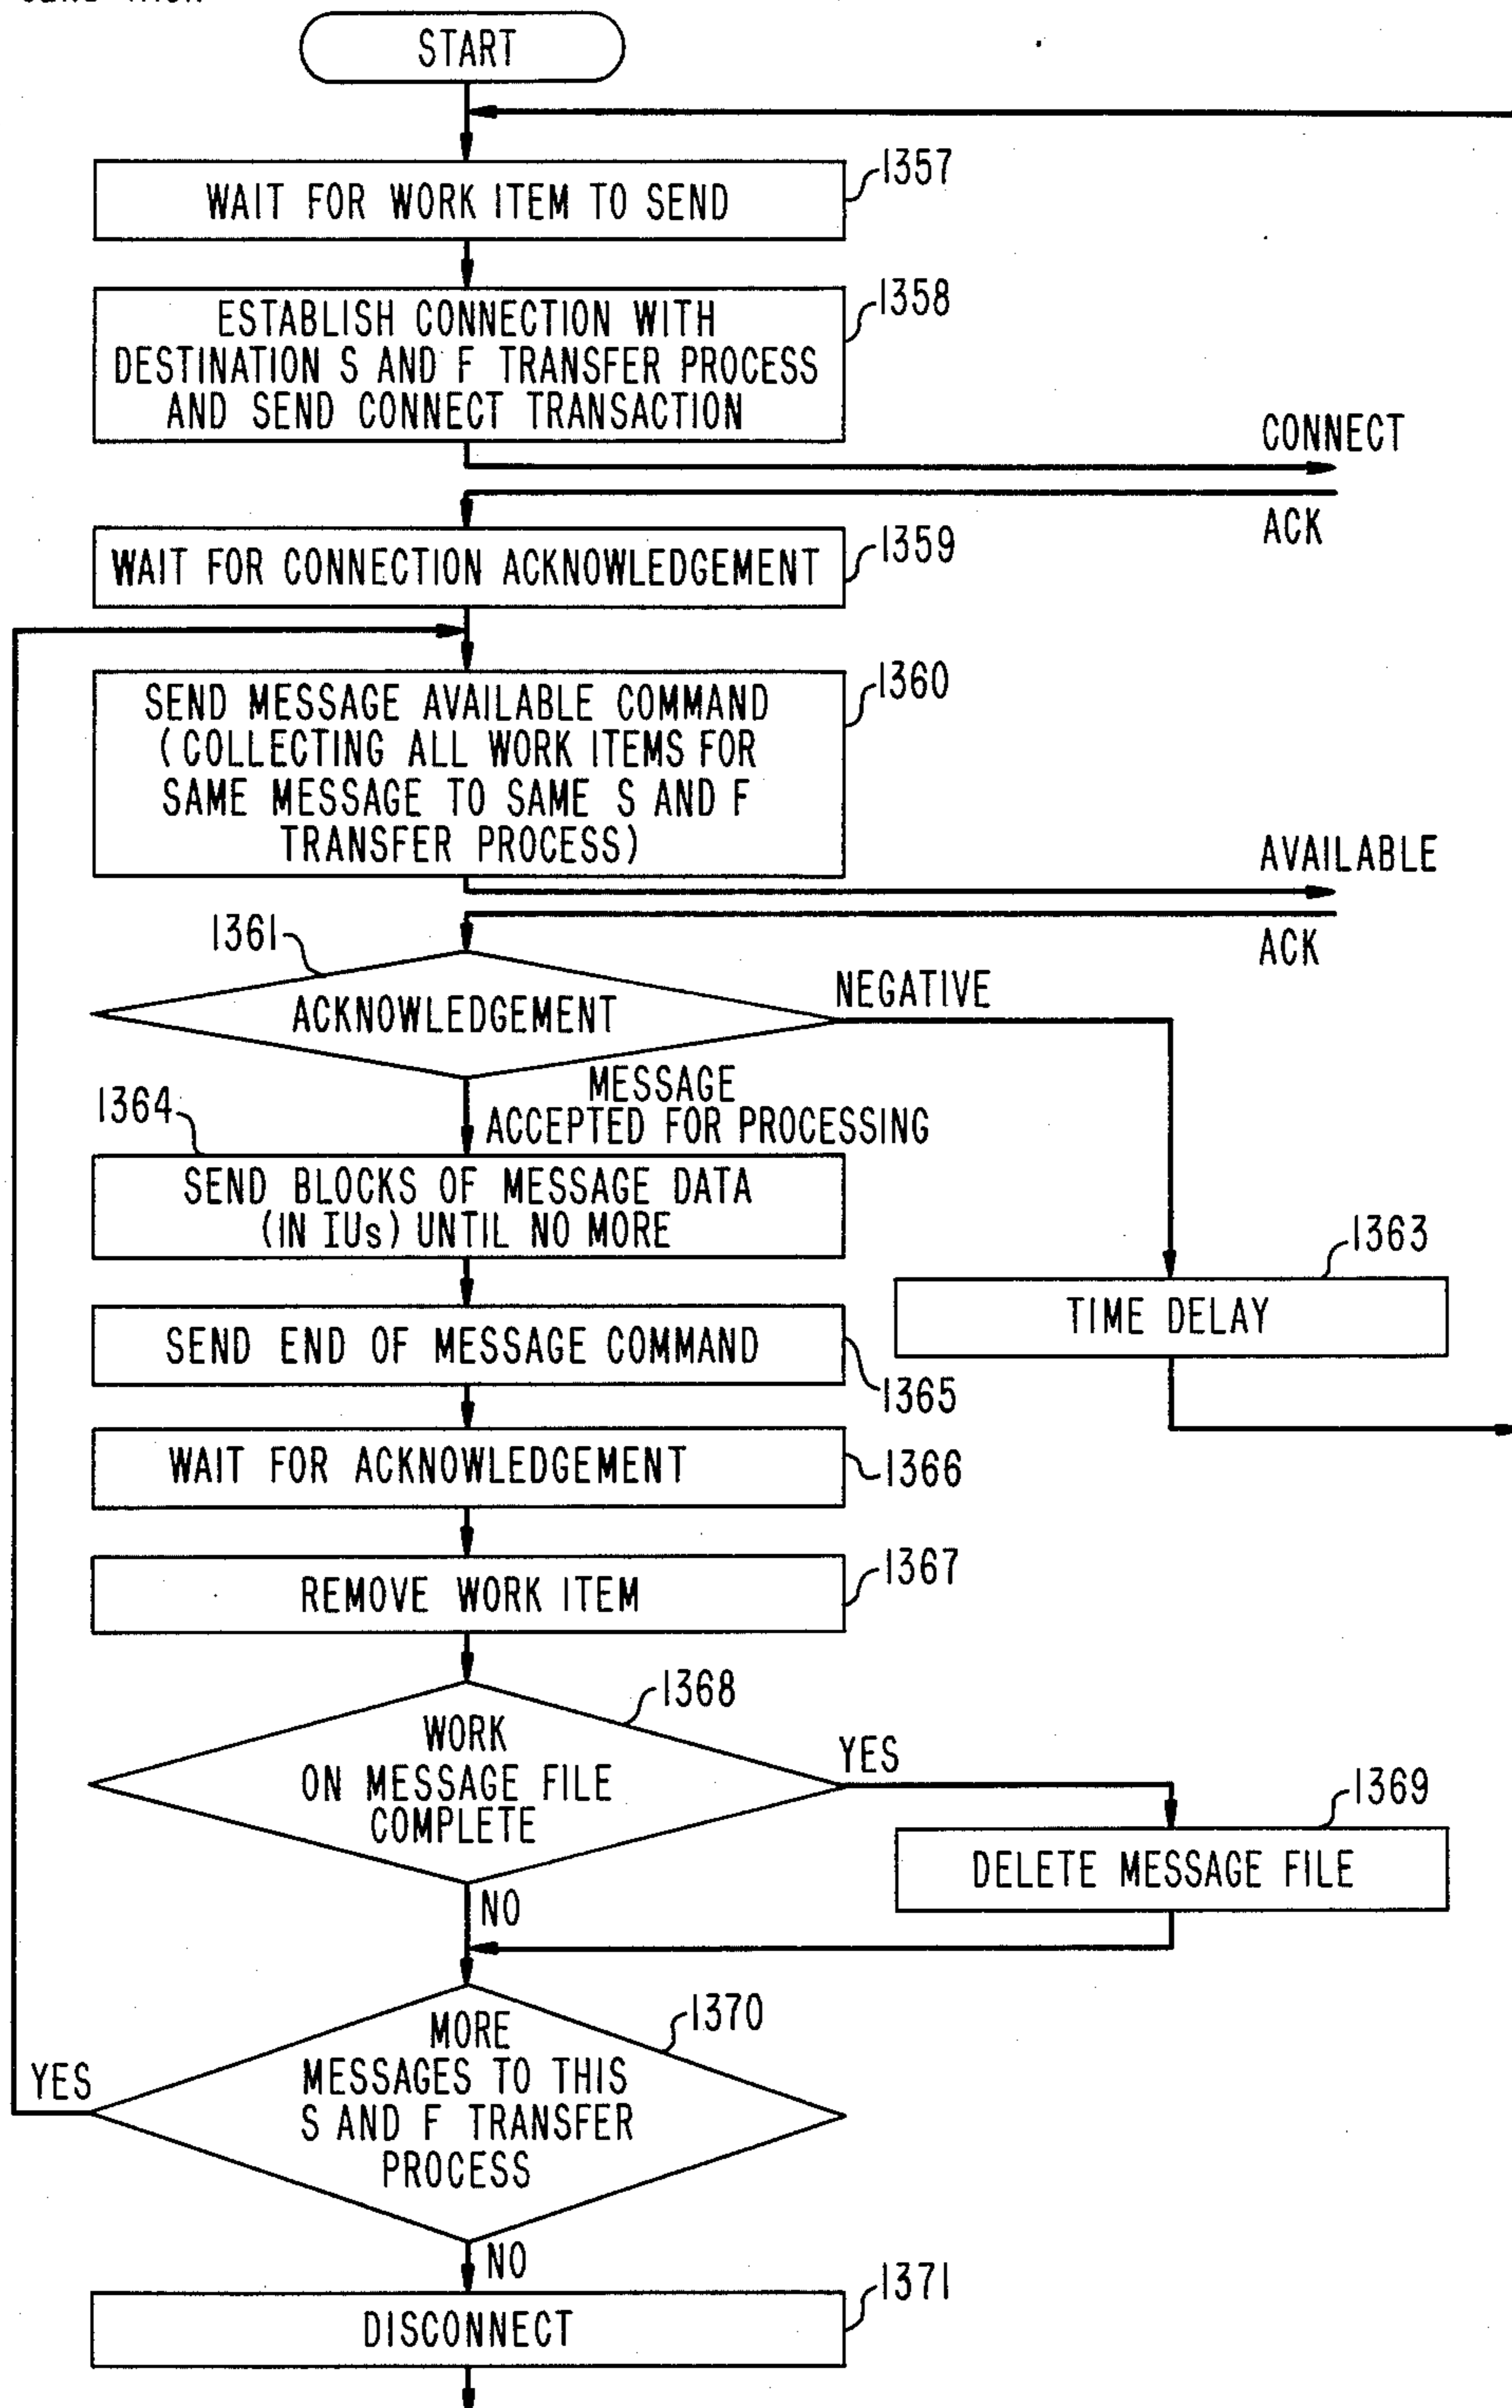 START
WAIT FOR WORK ITEM TO SEND
1357
ESTABLISH CONNECTION WITH
DESTINATION S AND F TRANSFER PROCESS
AND SEND CONNECT TRANSACTION
1358
CONNECT
ACK
WAIT FOR CONNECTION ACKNOWLEDGEMENT
1359
SEND MESSAGE AVAILABLE COMMAND
(COLLECTING ALL WORK ITEMS FOR
SAME MESSAGE TO SAME S AND F
TRANSFER PROCESS)
1360
AVAILABLE
ACK
1361
ACKNOWLEDGEMENT
NEGATIVE
MESSAGE
ACCEPTED FOR PROCESSING
1364
SEND BLOCKS OF MESSAGE DATA
(IN IUs) UNTIL NO MORE
1363
TIME DELAY
SEND END OF MESSAGE COMMAND
1365
WAIT FOR ACKNOWLEDGEMENT
1366
REMOVE WORK ITEM
1367
1368
WORK
ON MESSAGE FILE
COMPLETE
YES
1369
DELETE MESSAGE FILE
NO
1370
MORE
MESSAGES TO THIS
S AND F TRANSFER
PROCESS
YES
NO
1371
DISCONNECT